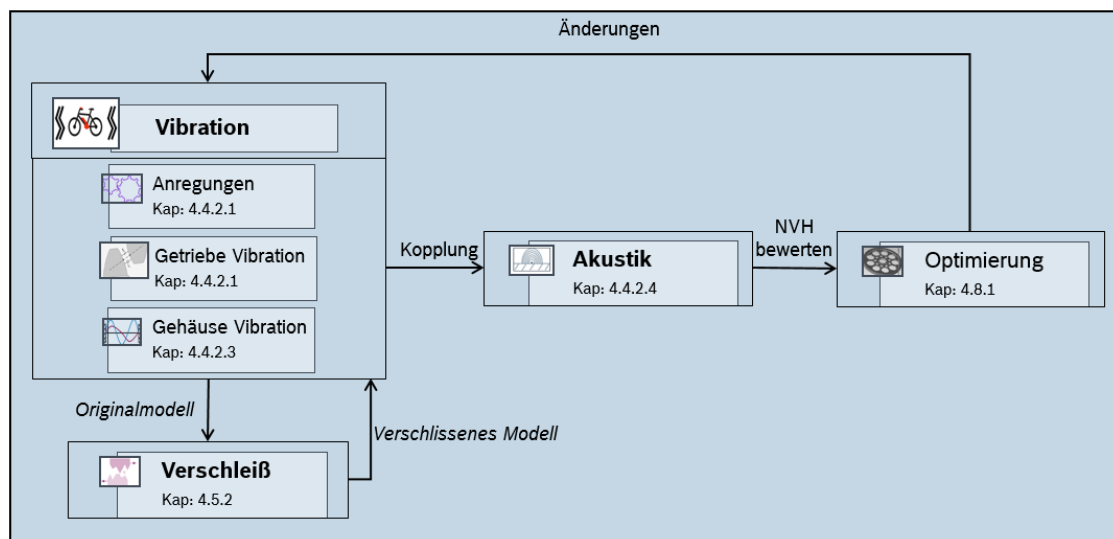 Änderungen
Vibration
Anregungen
Kap: 4.4.2.1
Getriebe Vibration
Kap: 4.4.2.1
Gehäuse Vibration
Kap: 4.4.2.3
Kopplung
Akustik
Kap: 4.4.2.4
NVH
bewerten
Optimierung
Kap: 4.8.1
Originalmodell
Verschlissenes Modell
Verschleiß
Kap: 4.5.2